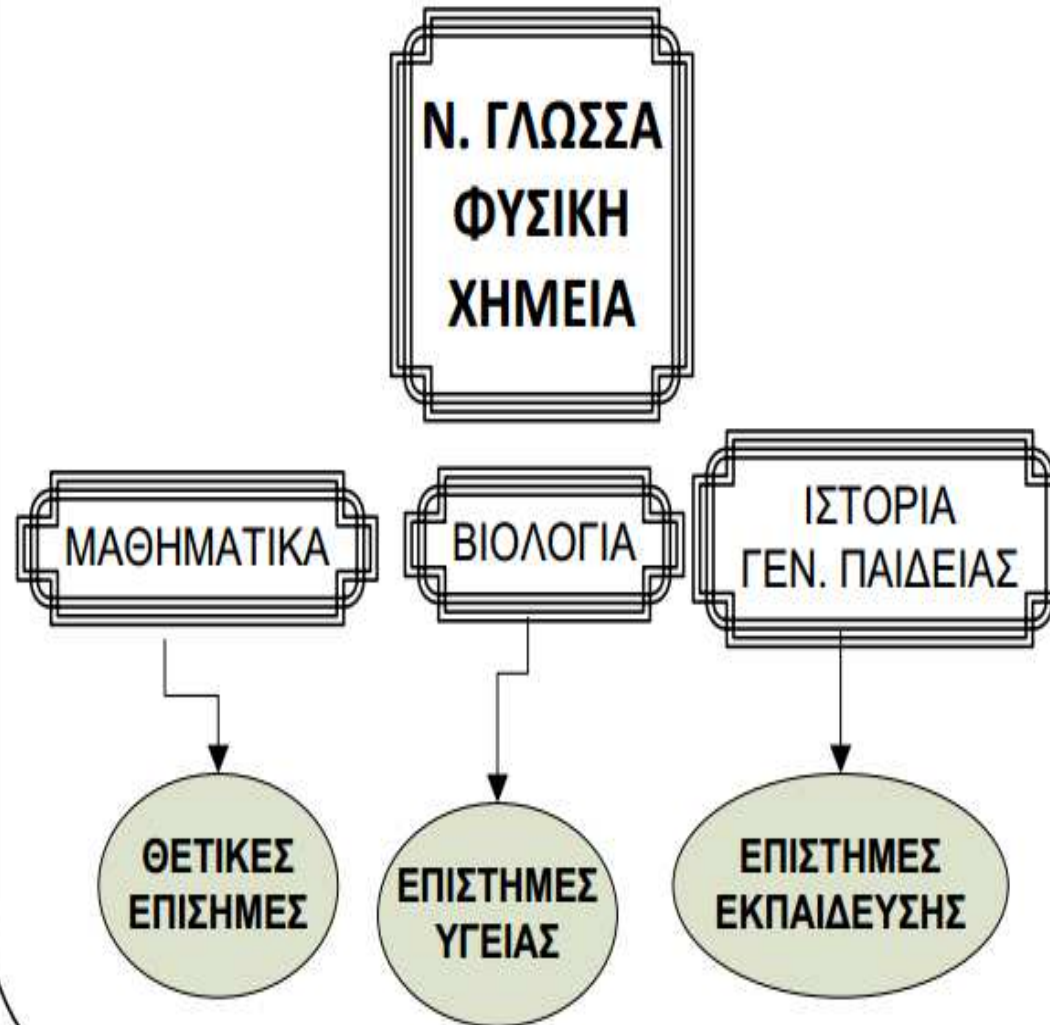 Ν. ΓΛΩΣΣΑ
ΦΥΣΙΚΗ
ΧΗΜΕΙΑ
ΜΑΘΗΜΑΤΙΚΑ
ΒΙΟΛΟΓΙΑ
ΙΣΤΟΡΙΑ
ΓΕΝ. ΠΑΙΔΕΙΑΣ
ΘΕΤΙΚΕΣ
ΕΠΙΣΗΜΕΣ
ΕΠΙΣΤΗΜΕΣ
ΥΓΕΙΑΣ
ΕΠΙΣΤΗΜΕΣ
ΕΚΠΑΙΔΕΥΣΗΣ